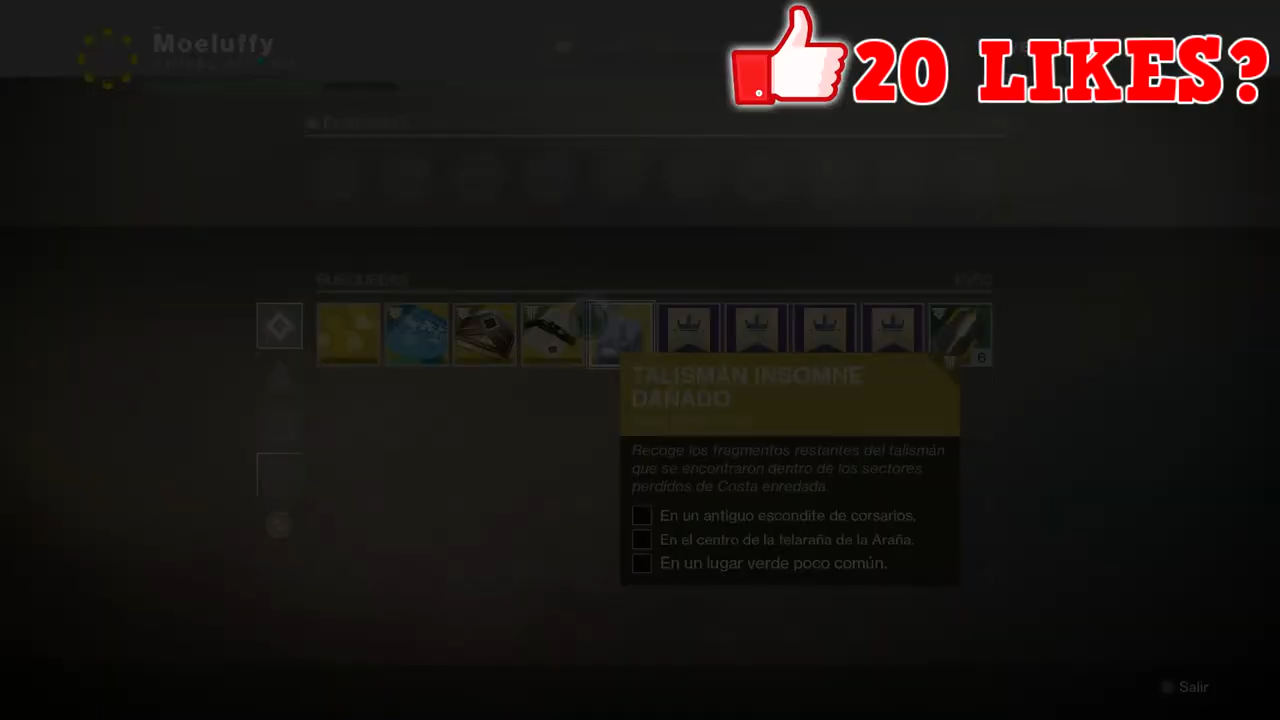 Moeluffy
20 LIKES?
BÚSQUEDAS
6
TALISMÁN INSOMNE
DAÑADO
Recoge los fragmentos restantes del talismán
que se encontraron dentro de los sectores
perdidos de Costa enredada.
En un antiguo escondite de corsarios.
En el centro de la telaraña de la Araña.
En un lugar verde poco común.
Salir